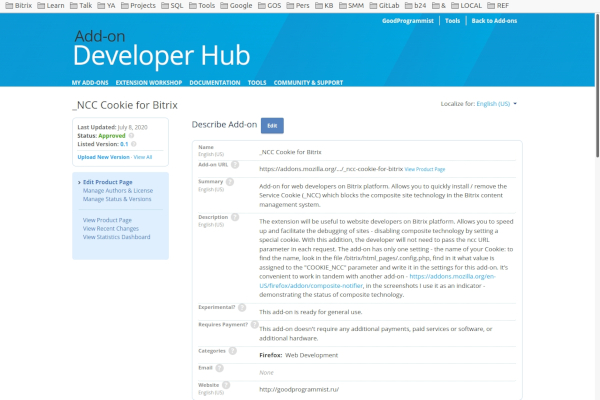 Bitrix Learn Talk YA Projects SQL Tools Google GOS Pers KB SMM GitLab b24 & LOCAL REF
GoodProgrammist Tools Back to Add-ons
Add-on
Developer Hub
MY ADD-ONS EXTENSION WORKSHOP DOCUMENTATION TOOLS COMMUNITY & SUPPORT
_NCC Cookie for Bitrix
Localize for: English (US)
Last Updated: July 8, 2020
Status: Approved ?
Listed Version: 0.1 ?
Upload New Version View All
Edit Product Page
Manage Authors & License
Manage Status & Versions
View Product Page
View Recent Changes
View Statistics Dashboard
Describe Add-on Edit
Name
English (US)
_NCC Cookie for Bitrix
Add-on URL ?
https://addons.mozilla.org/.../_ncc-cookie-for-bitrix View Product Page
Summary ?
English (US)
Add-on for web developers on Bitrix platform. Allows you to quickly install / remove the
Service Cookie (_NCC) which blocks the composite site technology in the Bitrix content
management system.
Description ?
English (US)
The extension will be useful to website developers on Bitrix platform. Allows you to speed
up and facilitate the debugging of sites - disabling composite technology by setting a
special cookie. With this addition, the developer will not need to pass the ncc URL
parameter in each request. The add-on has only one setting - the name of your Cookie: to
find the name, look in the file /bitrix/html_pages/.config.php, find in it what value is
assigned to the "COOKIE_NCC" parameter and write it in the settings for this add-on. It's
convenient to work in tandem with another add-on - https://addons.mozilla.org/en-
US/firefox/addon/composite-notifier, in the screenshots I use it as an indicator -
demonstrating the status of composite technology.
Experimental? ?
This add-on is ready for general use.
Requires Payment? ?
This add-on doesn't require any additional payments, paid services or software, or
additional hardware.
Categories ?
Firefox: Web Development
Email ?
None
Website ?
English (US)
http://goodprogrammist.ru/